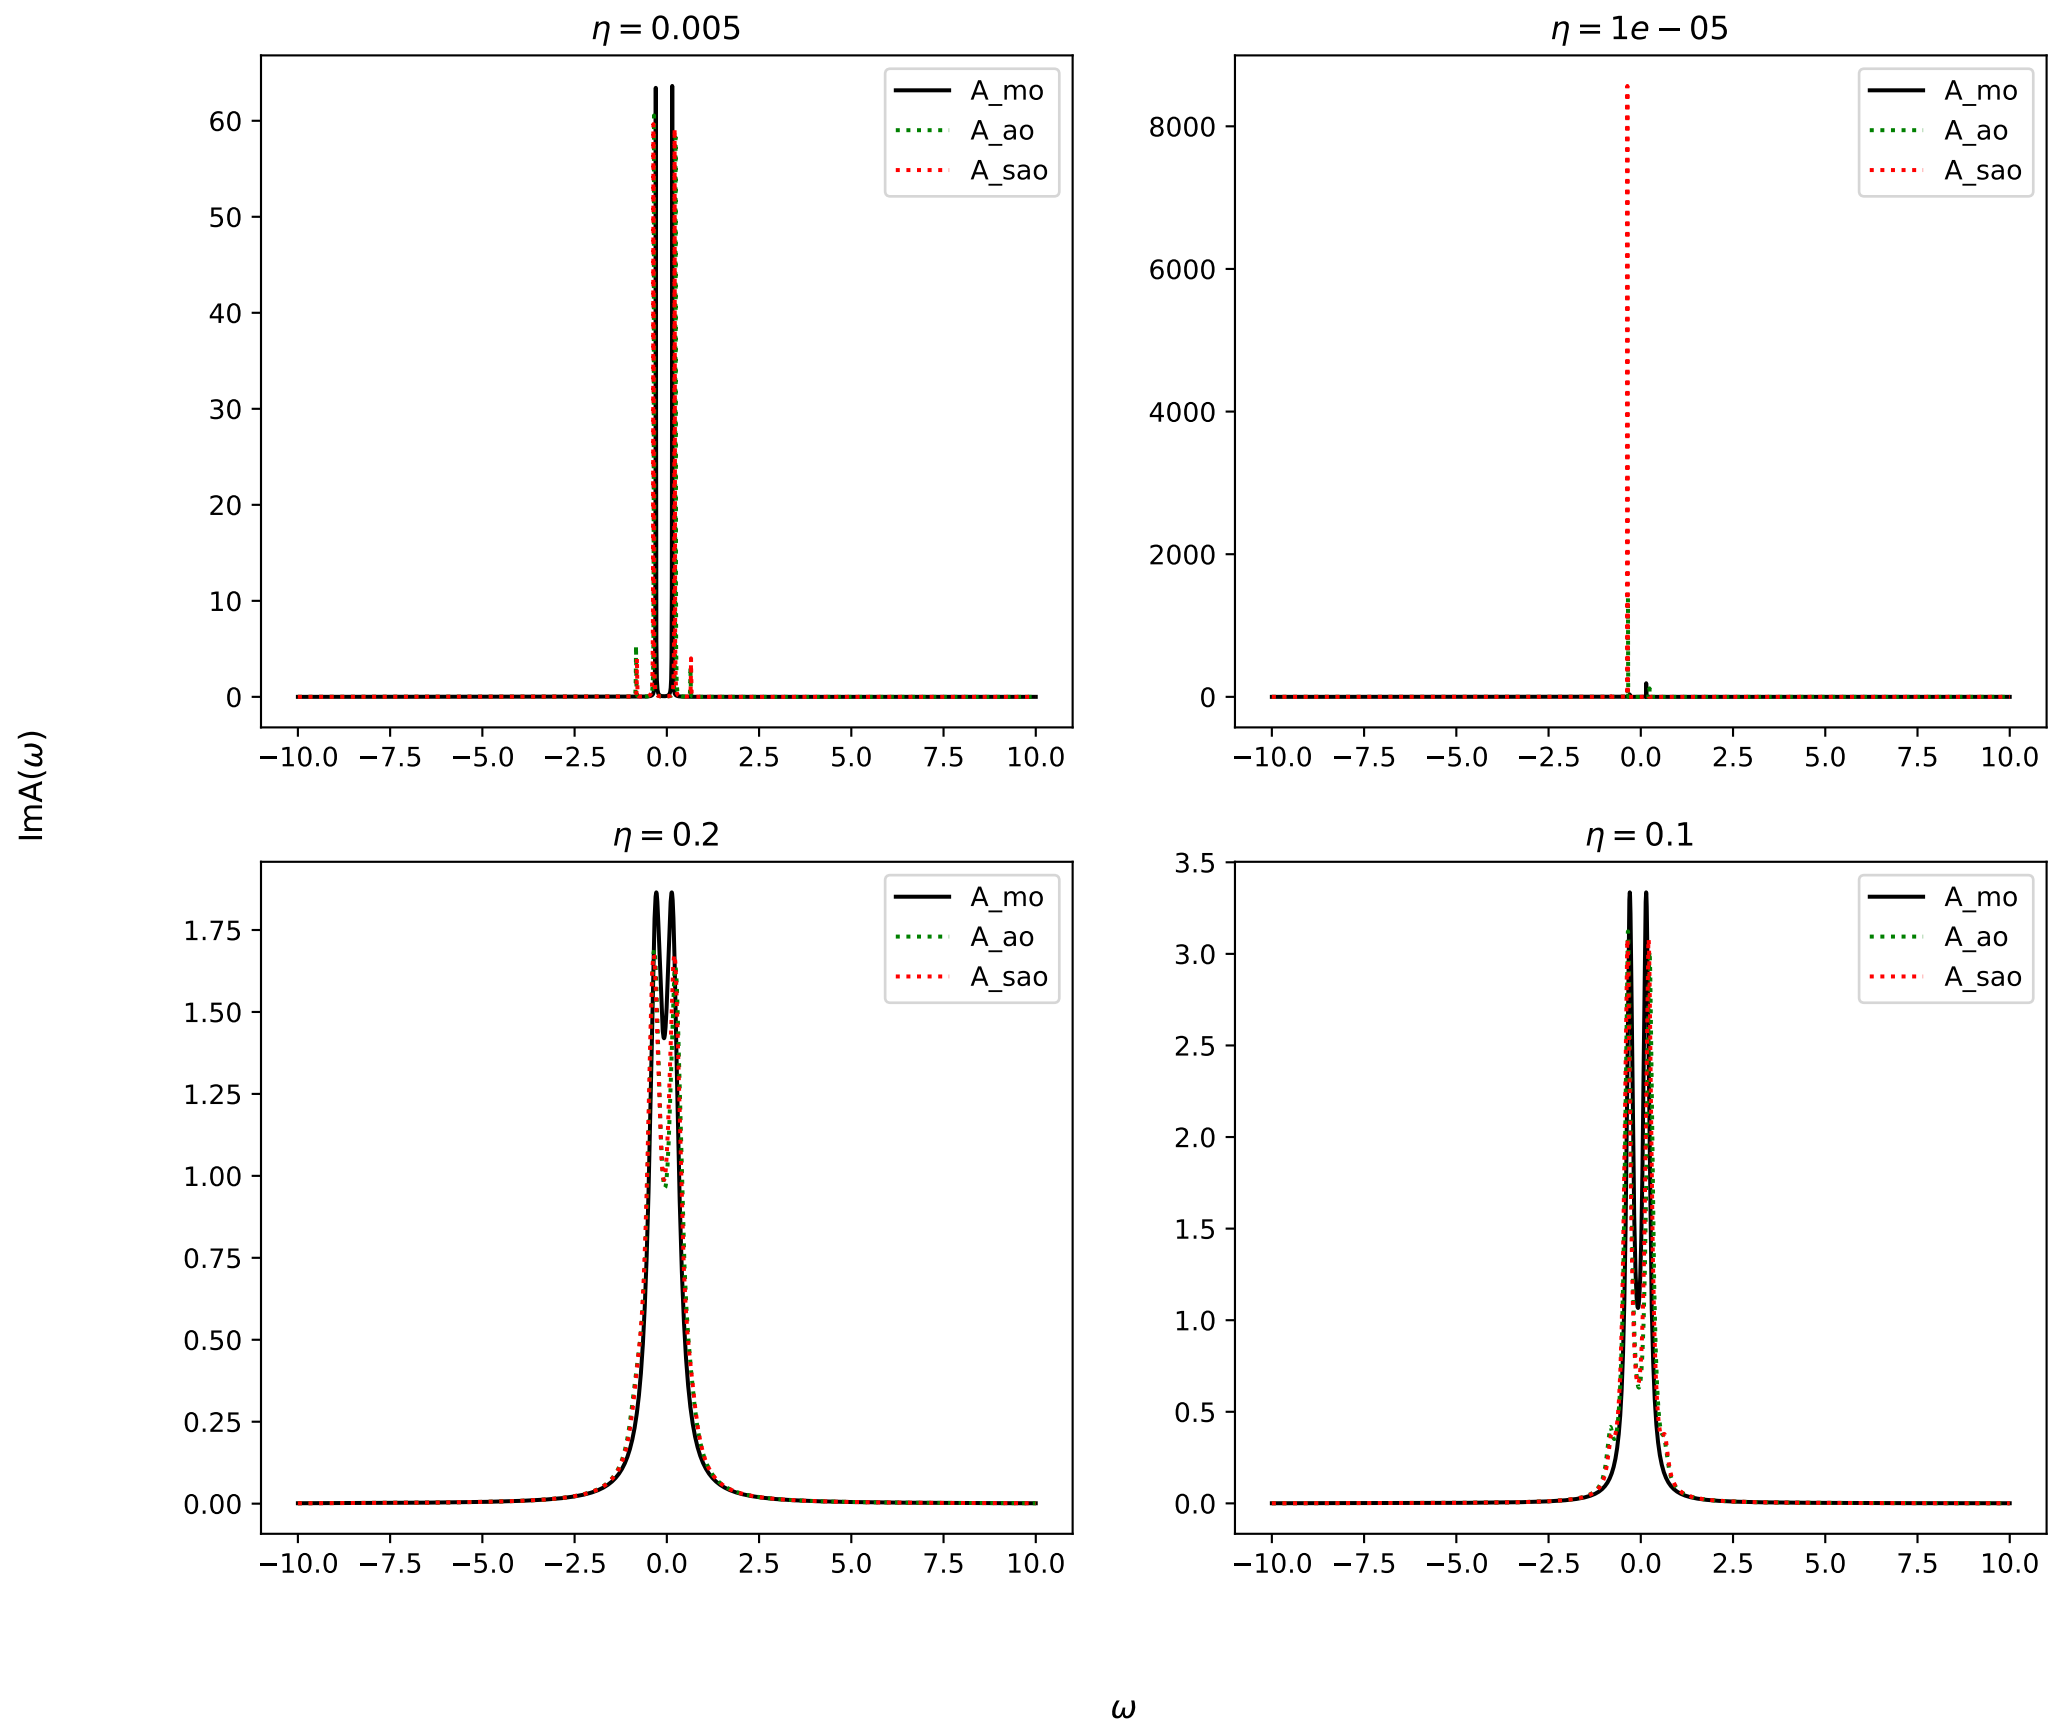 η = 0.005
60
50
40
30
20
10
0
−10.0 −7.5 −5.0 −2.5 0.0 2.5 5.0 7.5 10.0
A_mo
A_ao
A_sao
η = 1e − 05
8000
6000
4000
2000
0
−10.0 −7.5 −5.0 −2.5 0.0 2.5 5.0 7.5 10.0
A_mo
A_ao
A_sao
ImA(ω)
η = 0.2
1.75
1.50
1.25
1.00
0.75
0.50
0.25
0.00
−10.0 −7.5 −5.0 −2.5 0.0 2.5 5.0 7.5 10.0
A_mo
A_ao
A_sao
η = 0.1
3.5
3.0
2.5
2.0
1.5
1.0
0.5
0.0
−10.0 −7.5 −5.0 −2.5 0.0 2.5 5.0 7.5 10.0
A_mo
A_ao
A_sao
ω